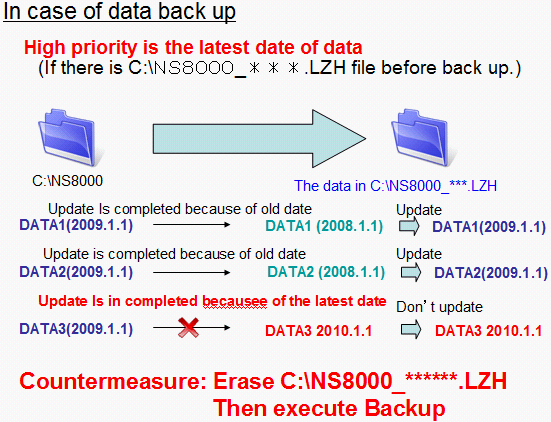 In case of data back up
High priority is the latest date of data
(If there is C:\NS8000_＊＊＊.LZH file before back up.)
C:\NS8000
The data in C:\NS8000_***.LZH
Update Is completed because of old date
Update
DATA1(2009.1.1)
DATA1 (2008.1.1)
DATA1(2009.1.1)
Update is completed because of old date
Update
DATA2(2009.1.1)
DATA2 (2008.1.1)
DATA2(2009.1.1)
Update Is in completed becausee of the latest date
Don’t update
DATA3(2009.1.1)
DATA3 2010.1.1
DATA3 2010.1.1
Countermeasure: Erase C:\NS8000_******.LZH
Then execute Backup